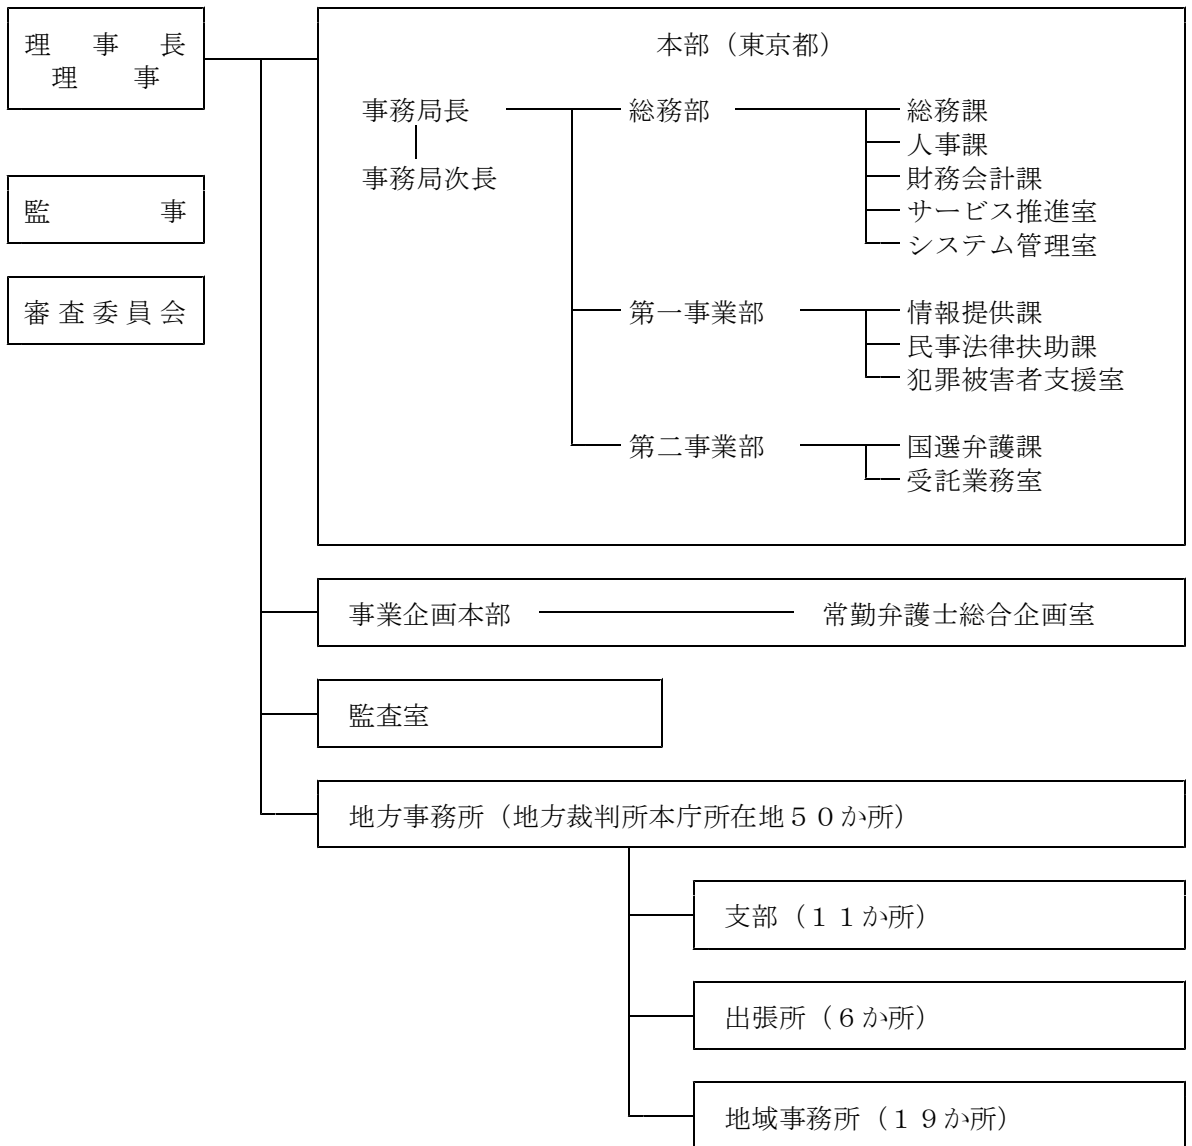 理事長
理事
監事
審査委員会
本部（東京都）
事務局長
事務局次長
総務部
総務課
人事課
財務会計課
サービス推進室
システム管理室
第一事業部
情報提供課
民事法律扶助課
犯罪被害者支援室
第二事業部
国選弁護課
受託業務室
事業企画本部
常勤弁護士総合企画室
監査室
地方事務所（地方裁判所本庁所在地５０か所）
支部（１１か所）
出張所（６か所）
地域事務所（１９か所）